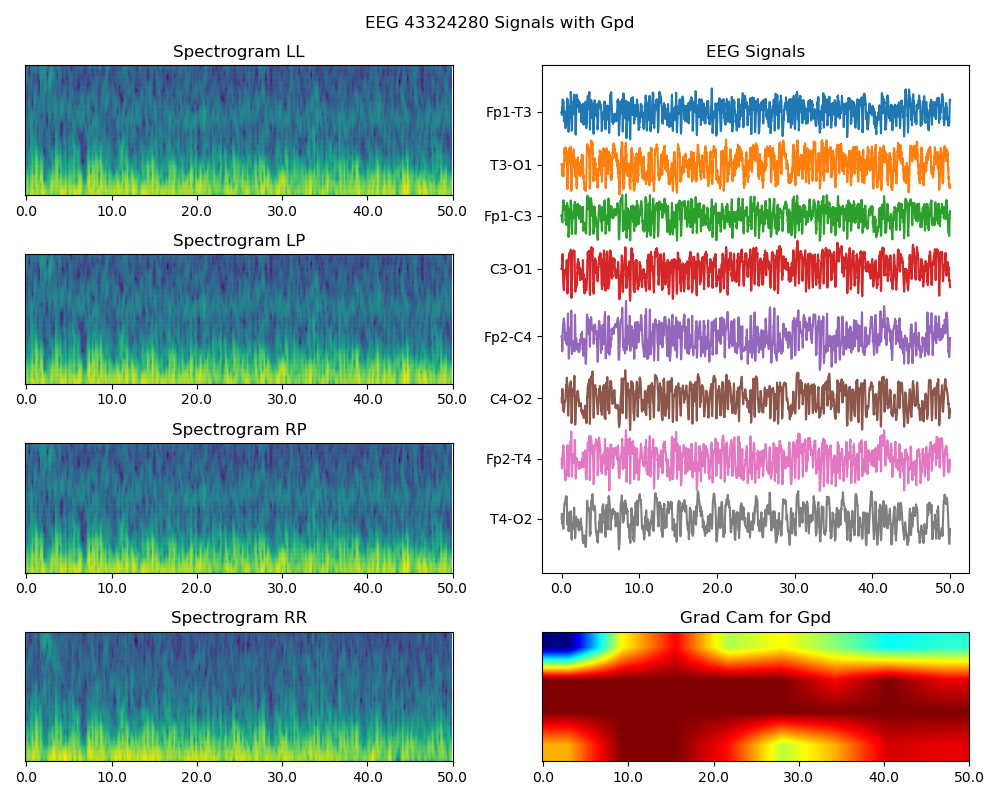 EEG 43324280 Signals with Gpd
Spectrogram LL
0.0 10.0 20.0 30.0 40.0 50.0
Spectrogram LP
0.0 10.0 20.0 30.0 40.0 50.0
Spectrogram RP
0.0 10.0 20.0 30.0 40.0 50.0
Spectrogram RR
0.0 10.0 20.0 30.0 40.0 50.0
EEG Signals
Fp1-T3
T3-O1
Fp1-C3
C3-O1
Fp2-C4
C4-O2
Fp2-T4
T4-O2
0.0 10.0 20.0 30.0 40.0 50.0
Grad Cam for Gpd
0.0 10.0 20.0 30.0 40.0 50.0